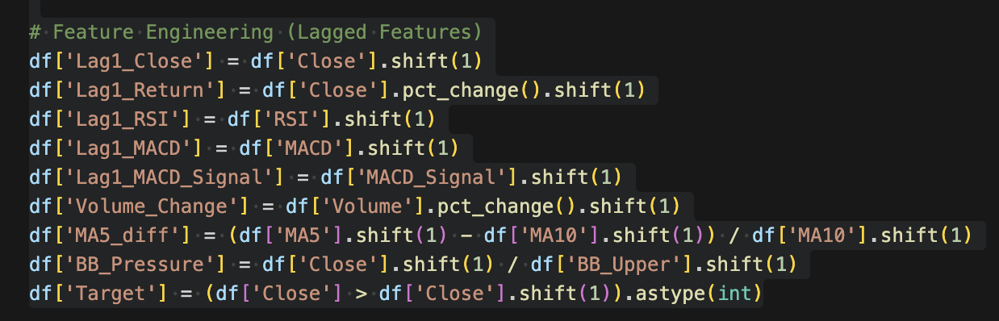 # Feature Engineering (Lagged Features)
df['Lag1_Close'] = df['Close'].shift(1)
df['Lag1_Return'] = df['Close'].pct_change().shift(1)
df['Lag1_RSI'] = df['RSI'].shift(1)
df['Lag1_MACD'] = df['MACD'].shift(1)
df['Lag1_MACD_Signal'] = df['MACD_Signal'].shift(1)
df['Volume_Change'] = df['Volume'].pct_change().shift(1)
df['MA5_diff'] = (df['MA5'].shift(1) - df['MA10'].shift(1)) / df['MA10'].shift(1)
df['BB_Pressure'] = df['Close'].shift(1) / df['BB_Upper'].shift(1)
df['Target'] = (df['Close'] > df['Close'].shift(1)).astype(int)